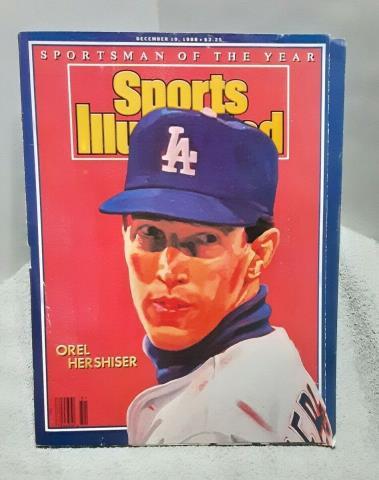 DECEMBER 19, 1988 • $2.25
SPORTSMAN OF THE YEAR
Sports
Illustrated
LA
OREL
HERSHISER